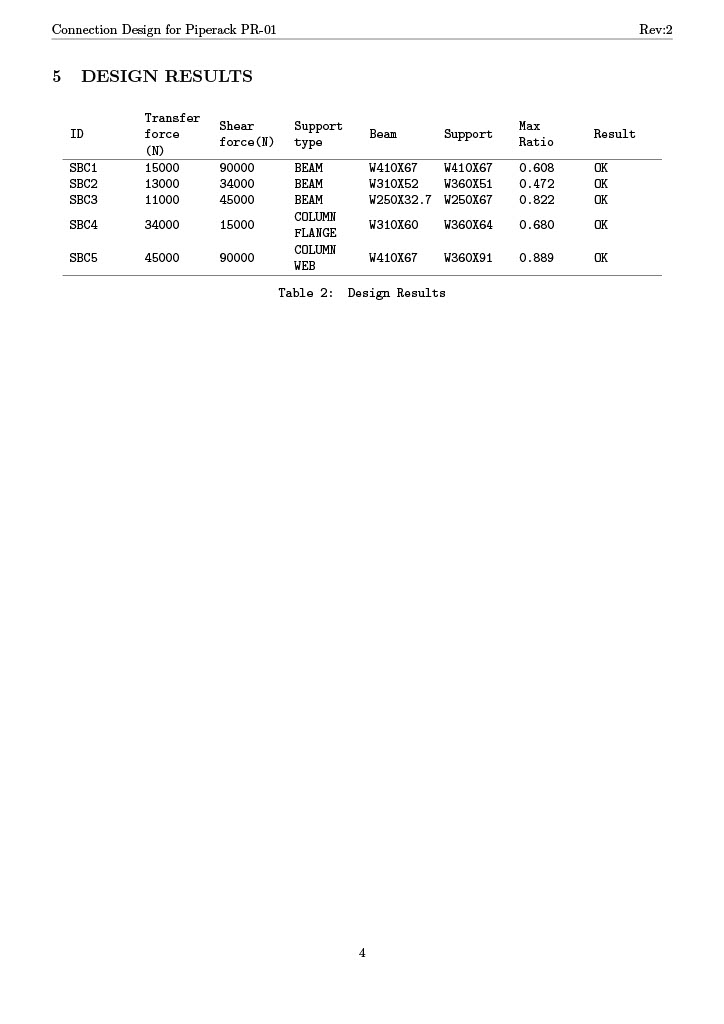 Connection Design for Piperack PR-01 Rev:2
5 DESIGN RESULTS
ID Transfer force (N) Shear force(N) Support type Beam Support Max Ratio Result
SBC1 15000 90000 BEAM W410X67 W410X67 0.608 OK
SBC2 13000 34000 BEAM W310X52 W360X51 0.472 OK
SBC3 11000 45000 BEAM W250X32.7 W250X67 0.822 OK
SBC4 34000 15000 COLUMN FLANGE W310X60 W360X64 0.680 OK
SBC5 45000 90000 COLUMN WEB W410X67 W360X91 0.889 OK
Table 2: Design Results
4